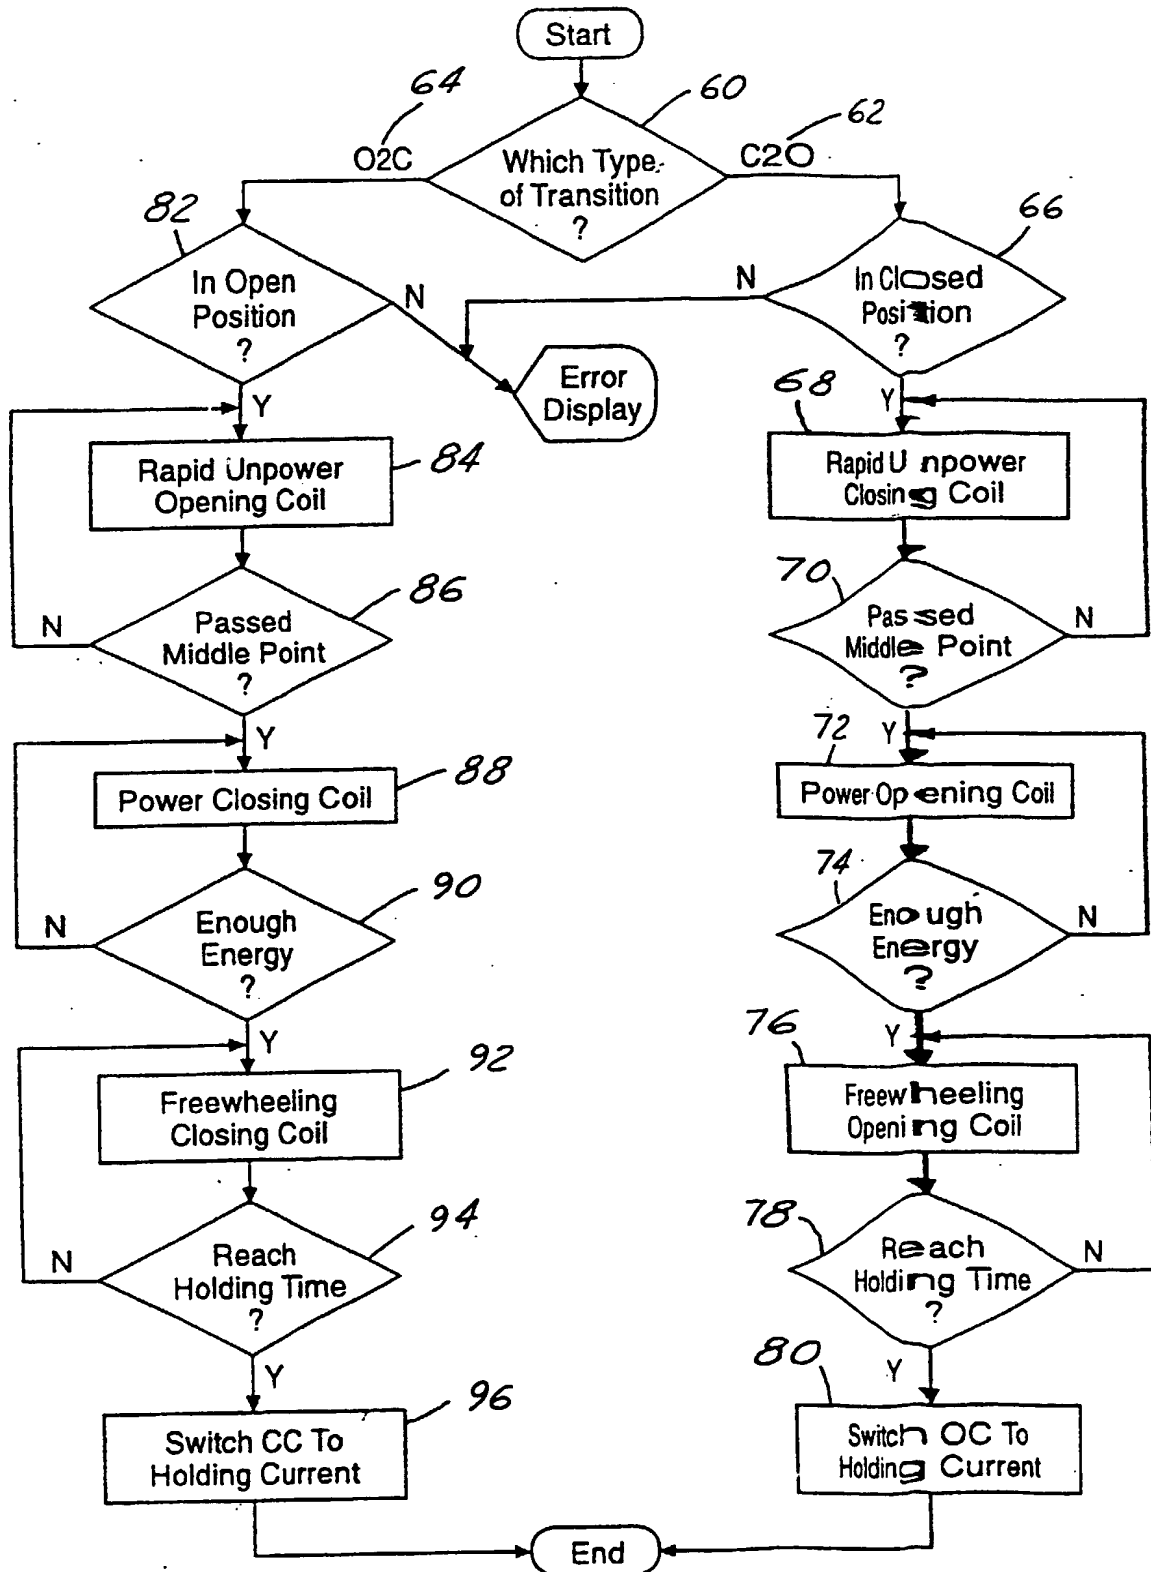 Start
64
60
62
O2C
C2O
Which Type
of Transition
?
82
66
In Open
Position
?
N
N
In Closed
Position
?
Error
Display
Y
68
Y
Rapid Unpower
Opening Coil
84
Rapid Unpower
Closing Coil
86
70
Passed
Middle Point
?
N
Passed
Middle Point
?
N
Y
72
Y
Power Closing Coil
88
Power Opening Coil
90
74
Enough
Energy
?
N
Enough
Energy
?
N
Y
76
Y
Freewheeling
Closing Coil
92
Freewheeling
Opening Coil
94
78
Reach
Holding Time
?
N
Reach
Holding Time
?
N
Y
80
Y
Switch CC To
Holding Current
96
Switch OC To
Holding Current
End